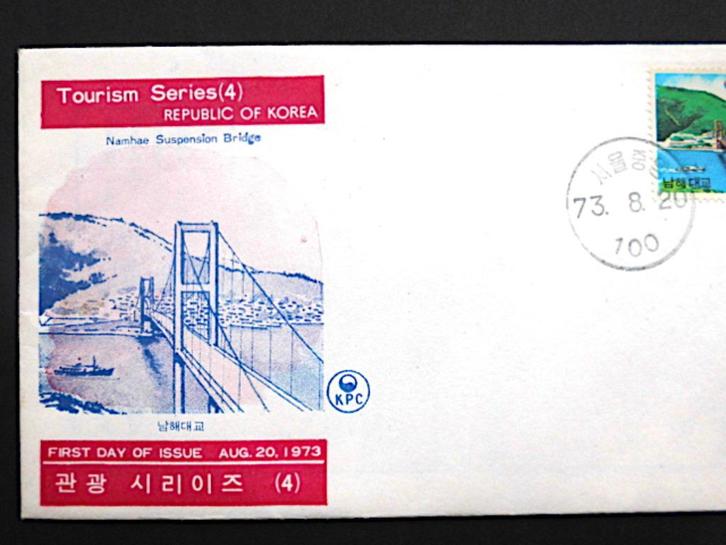 Tourism Series(4)
REPUBLIC OF KOREA
Namhae Suspension Bridge
남해대교
KPC
FIRST DAY OF ISSUE AUG. 20, 1973
관광 시리이즈 (4)
남해대교
73. 8. 20
100